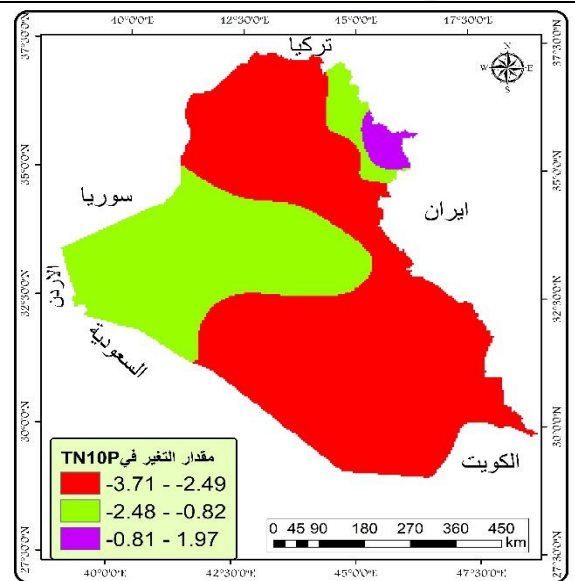 40°0'0"E 42°30'0"E 45°0'0"E 47°30'0"E
37°30'0"N 37°30'0"N
تركيا
N
W E
S
35°0'0"N 35°0'0"N
سوريا
ايران
الاردن
32°30'0"N 32°30'0"N
السعودية
30°0'0"N 30°0'0"N
الكويت
مقدار التغير في TN10P
-3.71 - -2.49
-2.48 - -0.82
-0.81 - 1.97
0 45 90 180 270 360 450
km
27°30'0"N 27°30'0"N
40°0'0"E 42°30'0"E 45°0'0"E 47°30'0"E